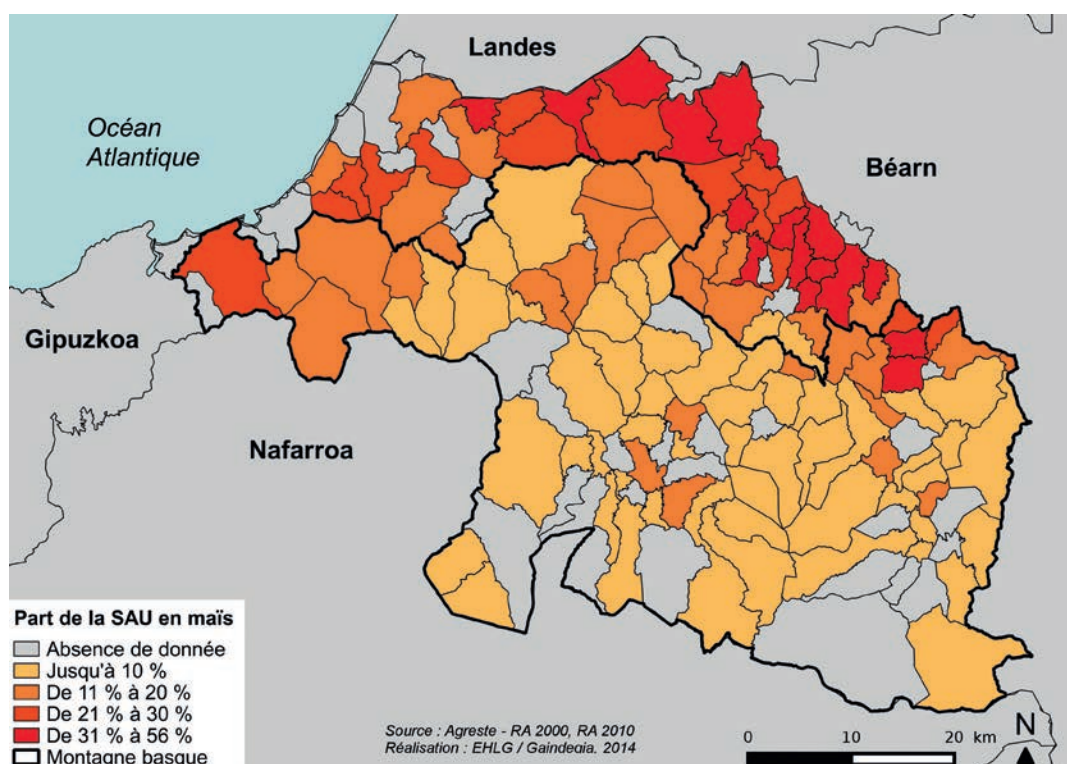 Landes
Océan
Atlantique
Béarn
Gipuzkoa
Nafarroa
Part de la SAU en maïs
Absence de donnée
Jusqu'à 10 %
De 11 % à 20 %
De 21 % à 30 %
De 31 % à 56 %
Montagne basque
Source : Agreste - RA 2000, RA 2010
Réalisation : EHLG / Gaindegia, 2014
0 10 20 km
N